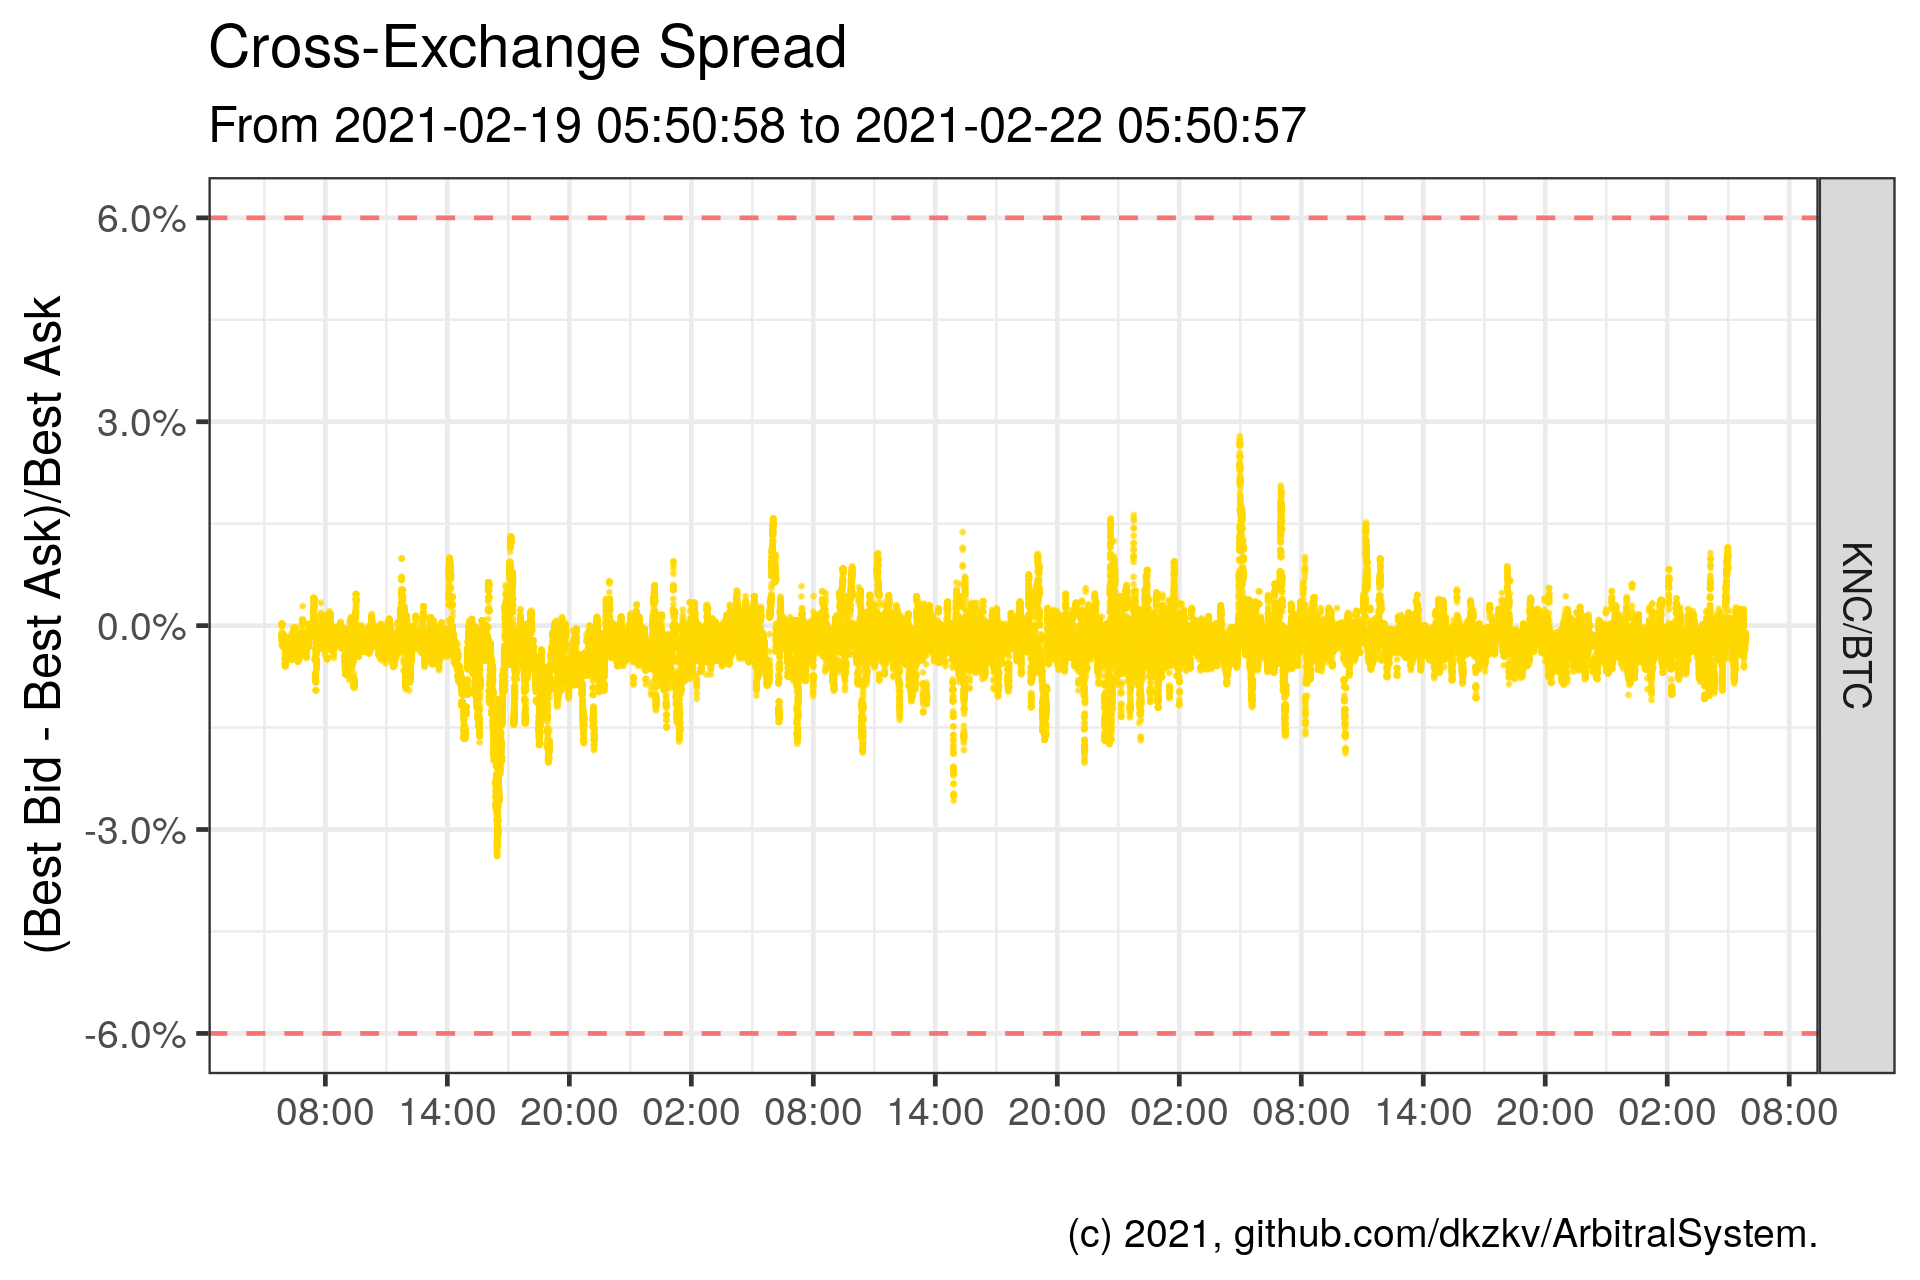 Cross-Exchange Spread
From 2021-02-19 05:50:58 to 2021-02-22 05:50:57
(Best Bid - Best Ask)/Best Ask
6.0%
3.0%
0.0%
-3.0%
-6.0%
KNC/BTC
08:00 14:00 20:00 02:00 08:00 14:00 20:00 02:00 08:00 14:00 20:00 02:00 08:00
(c) 2021, github.com/dkzkv/ArbitralSystem.